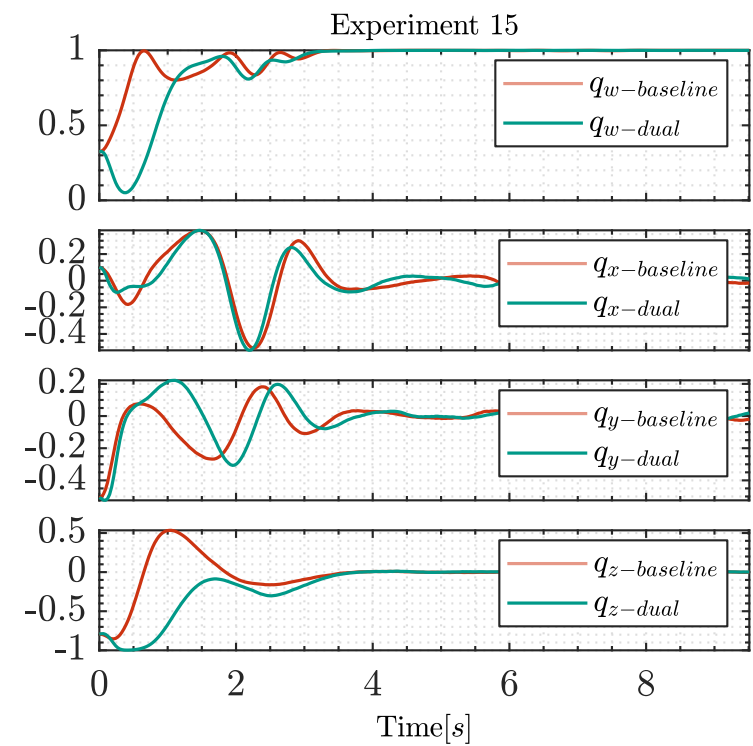 Experiment 15
1
0.5
0
q_{w-baseline}
q_{w-dual}
0.2
0
-0.2
-0.4
q_{x-baseline}
q_{x-dual}
0.2
0
-0.2
-0.4
q_{y-baseline}
q_{y-dual}
0.5
0
-0.5
-1
q_{z-baseline}
q_{z-dual}
0 2 4 6 8
Time[s]